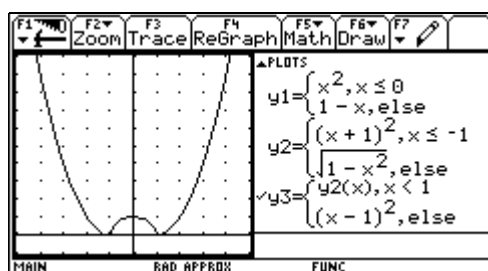 F1 F2 Zoom F3 Trace F4 ReGraph F5 Math F6 Draw F7
PLOTS
y1={x², x ≤ 0
1-x, else
y2={(x+1)², x ≤ -1
√1-x², else
✓y3={y2(x), x < 1
(x-1)², else
MAIN RAD APPROX FUNC